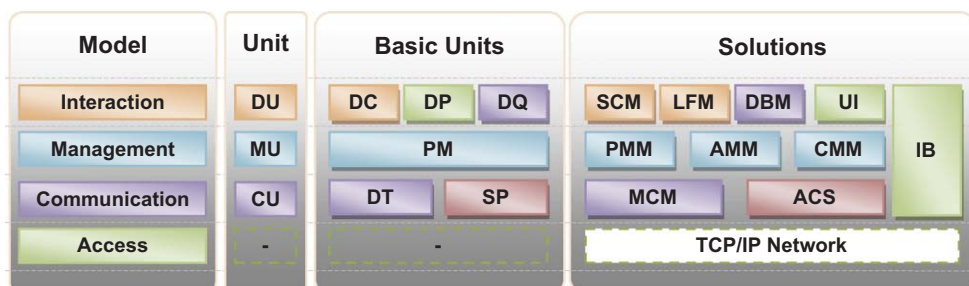 Model Unit Basic Units Solutions
Interaction DU DC DP DQ SCM LFM DBM UI
Management MU PM PMM AMM CMM IB
Communication CU DT SP MCM ACS
Access - - TCP/IP Network